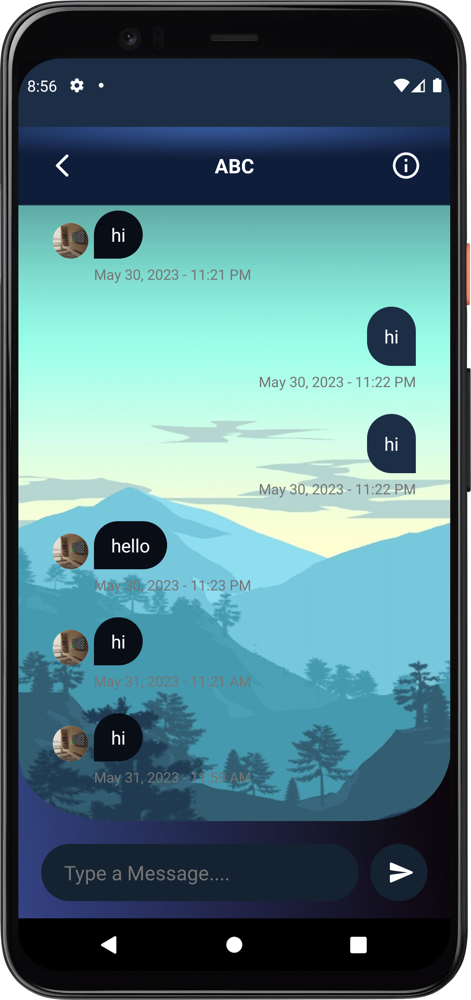 8:56
ABC
hi
May 30, 2023 - 11:21 PM
hi
May 30, 2023 - 11:22 PM
hi
May 30, 2023 - 11:22 PM
hello
May 30, 2023 - 11:23 PM
hi
May 31, 2023 - 11:21 AM
hi
May 31, 2023 - 11:59 AM
Type a Message....